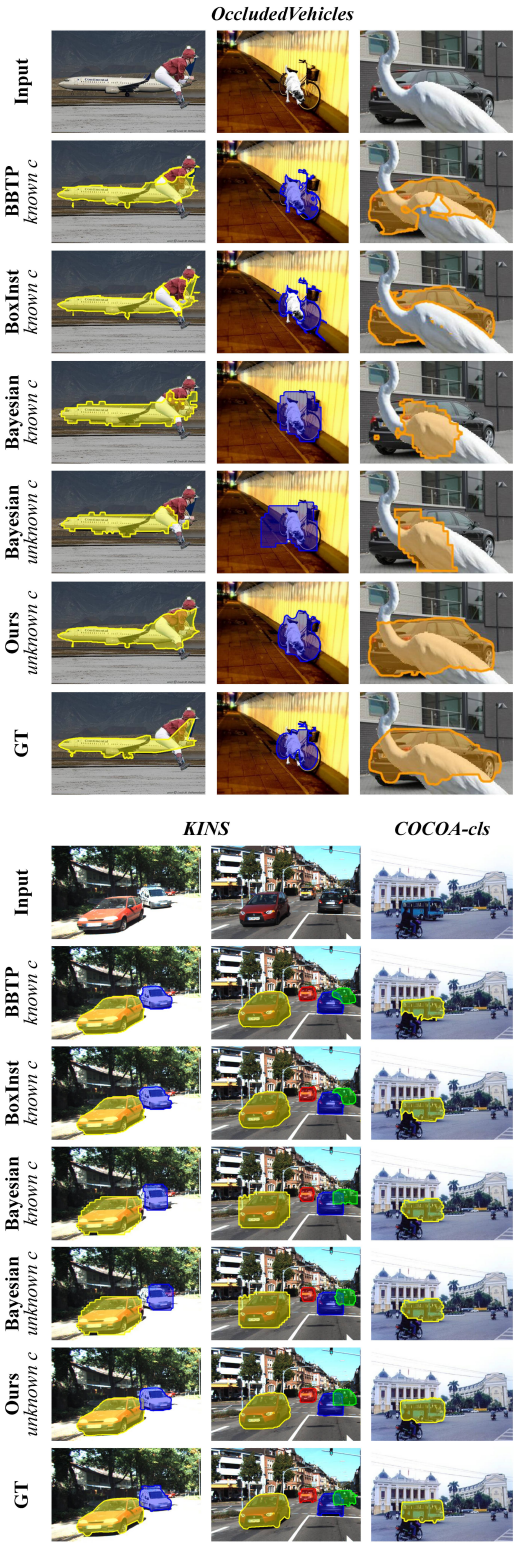 OccludedVehicles
Input
BBTP
known c
BoxInst
known c
Bayesian
known c
Bayesian
unknown c
Ours
unknown c
GT
KINS COCOA-cls
Input
BBTP
known c
BoxInst
known c
Bayesian
known c
Bayesian
unknown c
Ours
unknown c
GT